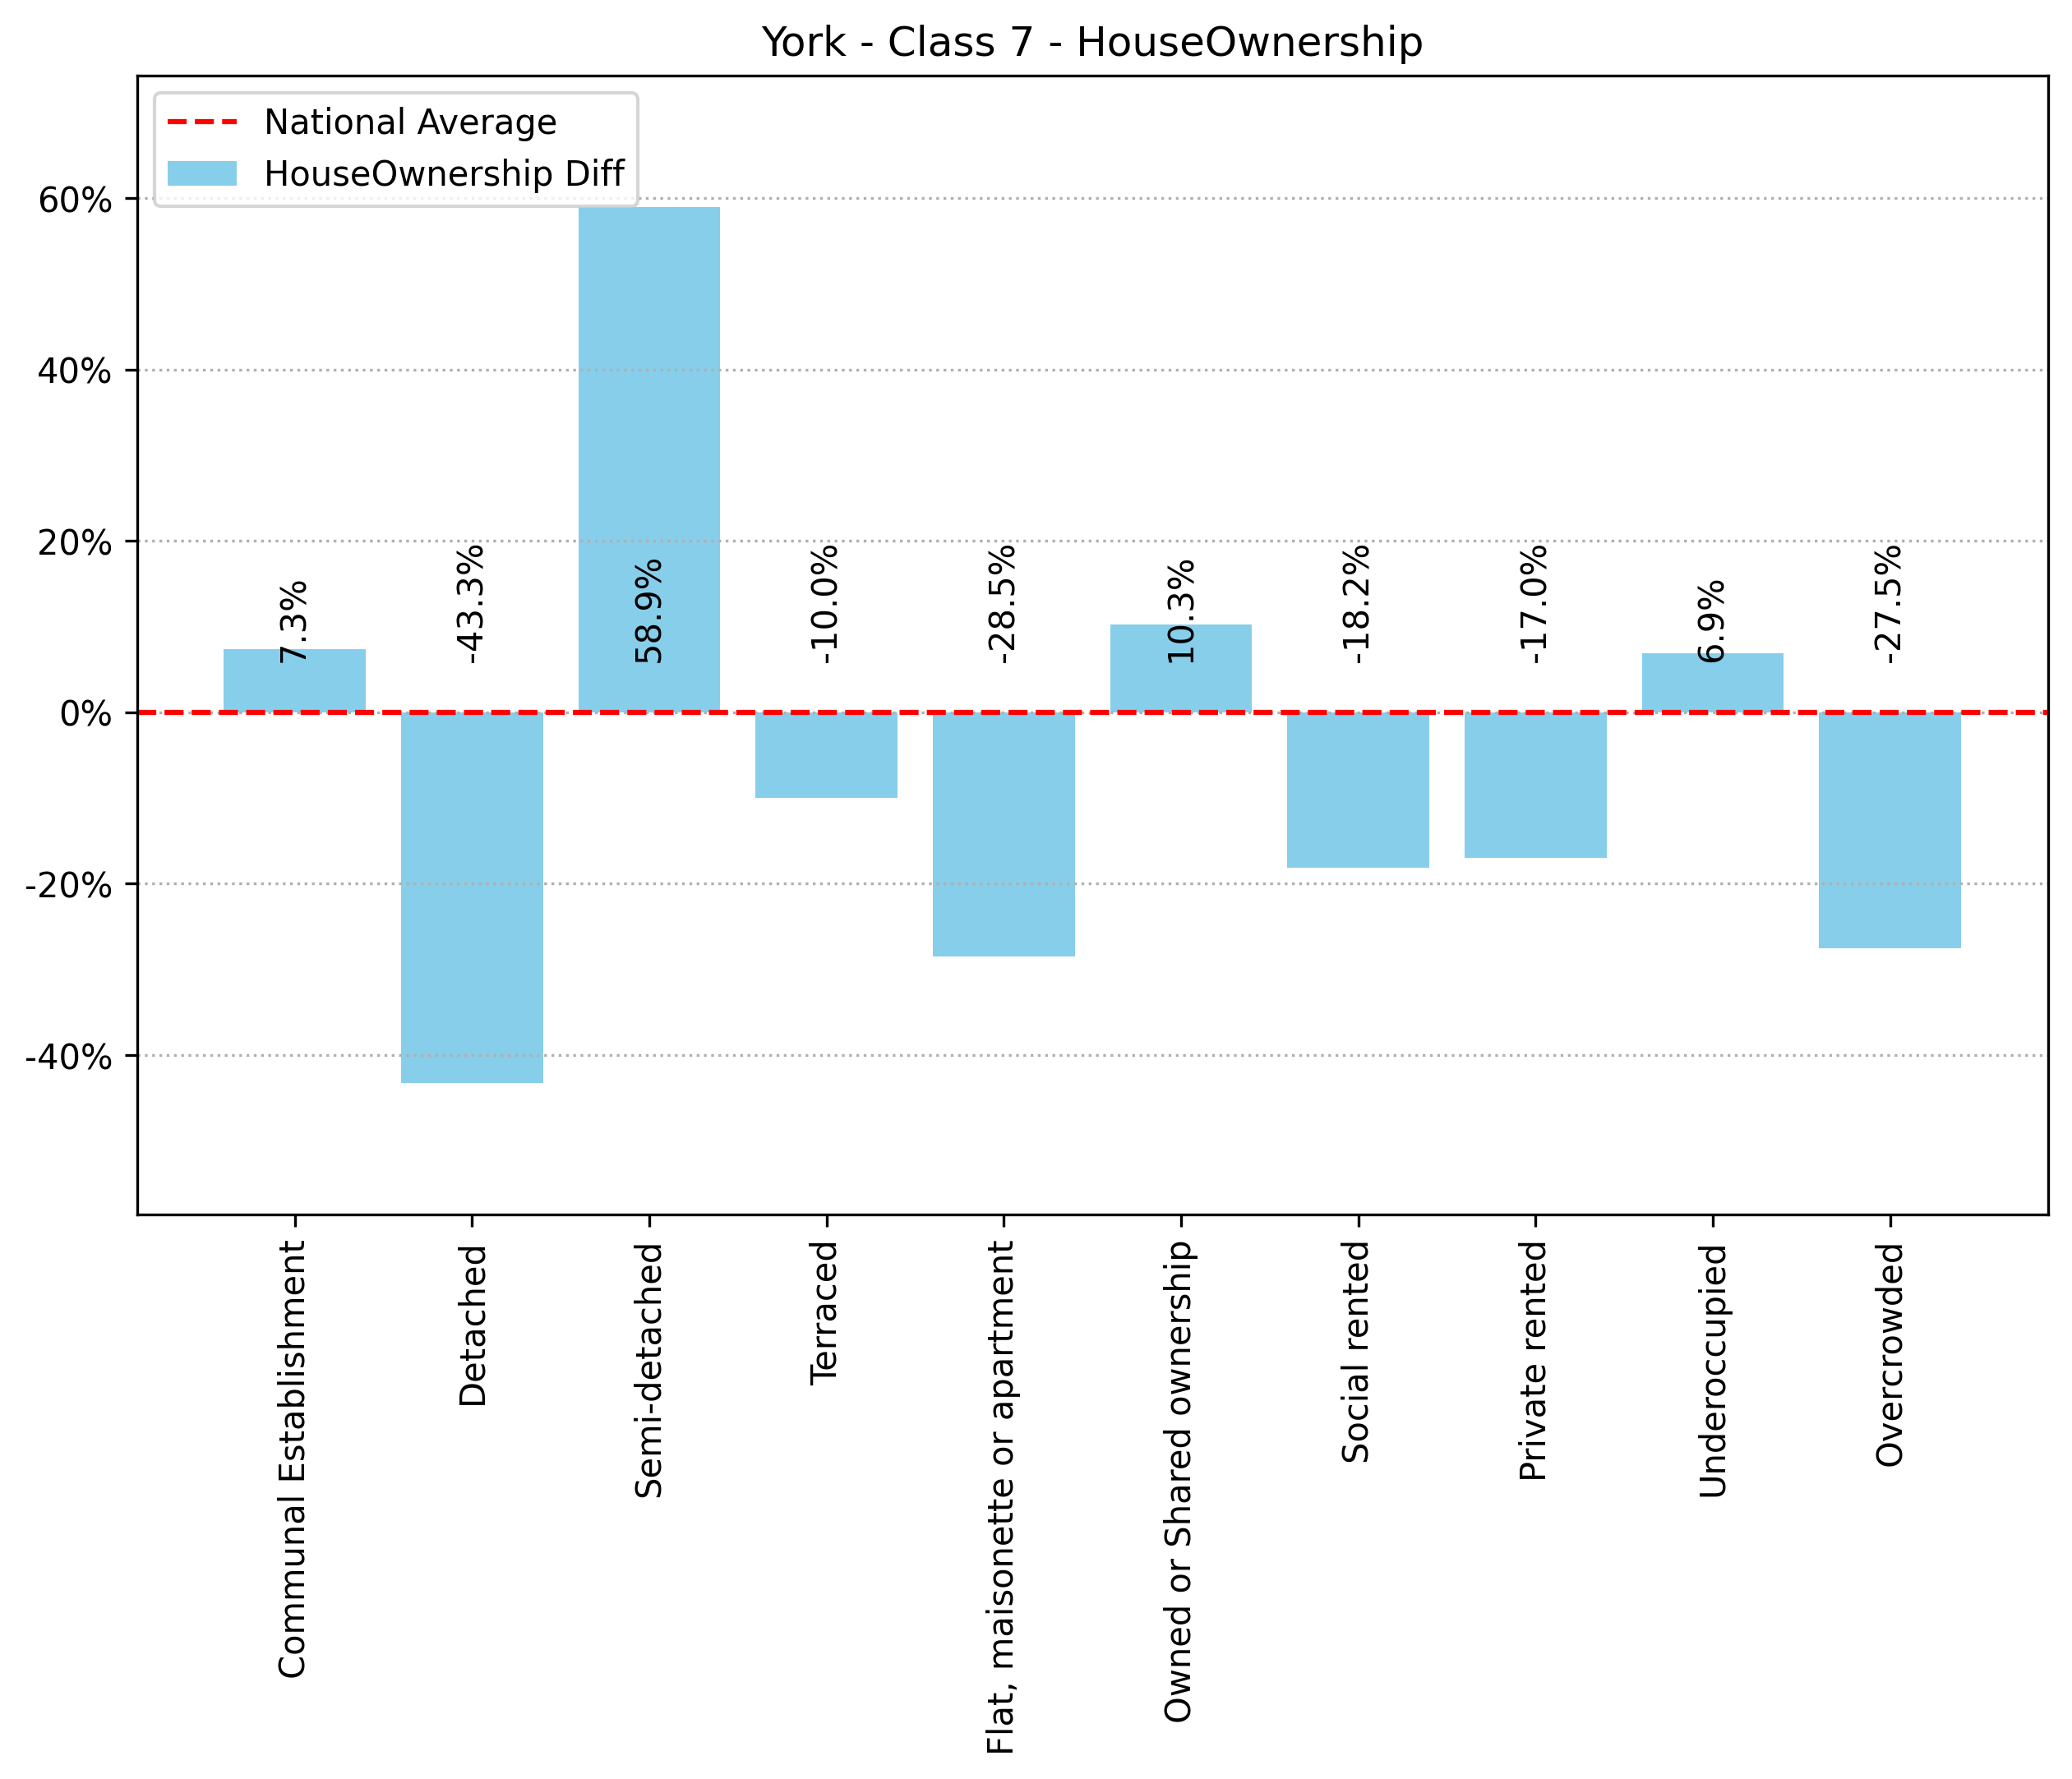 York - Class 7 - HouseOwnership
National Average
HouseOwnership Diff
60%
40%
20%
0%
-20%
-40%
7.3%
-43.3%
58.9%
-10.0%
-28.5%
10.3%
-18.2%
-17.0%
6.9%
-27.5%
Communal Establishment
Detached
Semi-detached
Terraced
Flat, maisonette or apartment
Owned or Shared ownership
Social rented
Private rented
Underoccupied
Overcrowded